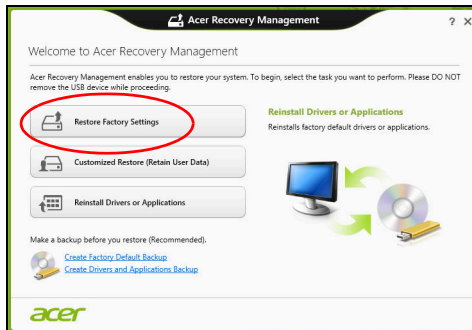 Acer Recovery Management
? X
Welcome to Acer Recovery Management
Acer Recovery Management enables you to restore your system. To begin, select the task you want to perform. Please DO NOT
remove the USB device while proceeding.
Restore Factory Settings
Customized Restore (Retain User Data)
Reinstall Drivers or Applications
Reinstall Drivers or Applications
Reinstalls factory default drivers or applications.
Make a backup before you restore (Recommended).
Create Factory Default Backup
Create Drivers and Applications Backup
acer